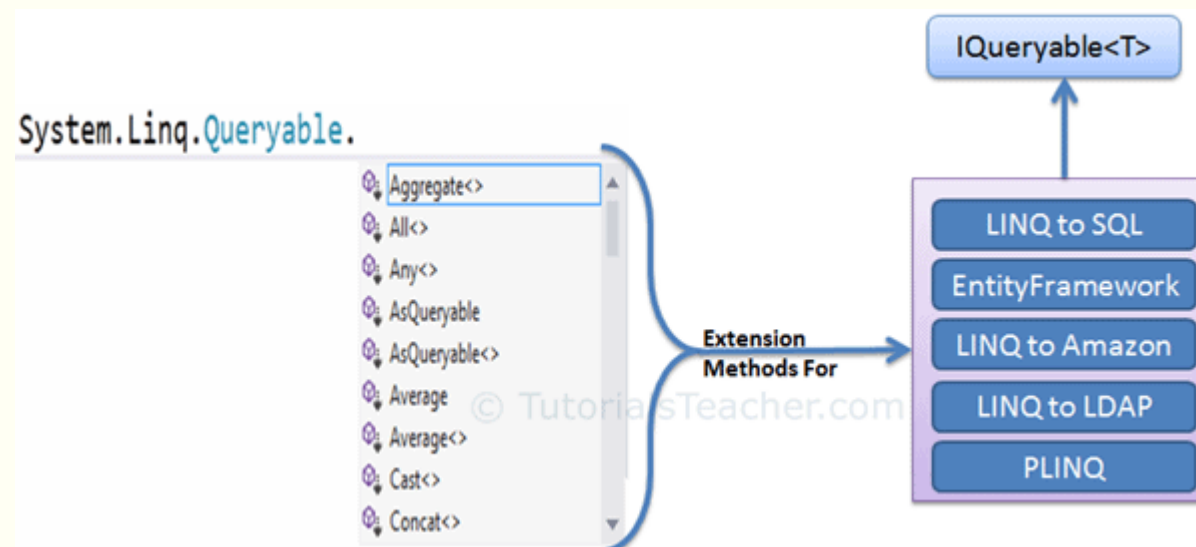 IQueryable<T>
System.Linq.Queryable.
Aggregate<>
All<>
Any<>
AsQueryable
AsQueryable<>
Average
Average<>
Cast<>
Concat<>
Extension
Methods For
© TutorialsTeacher.com
LINQ to SQL
EntityFramework
LINQ to Amazon
LINQ to LDAP
PLINQ